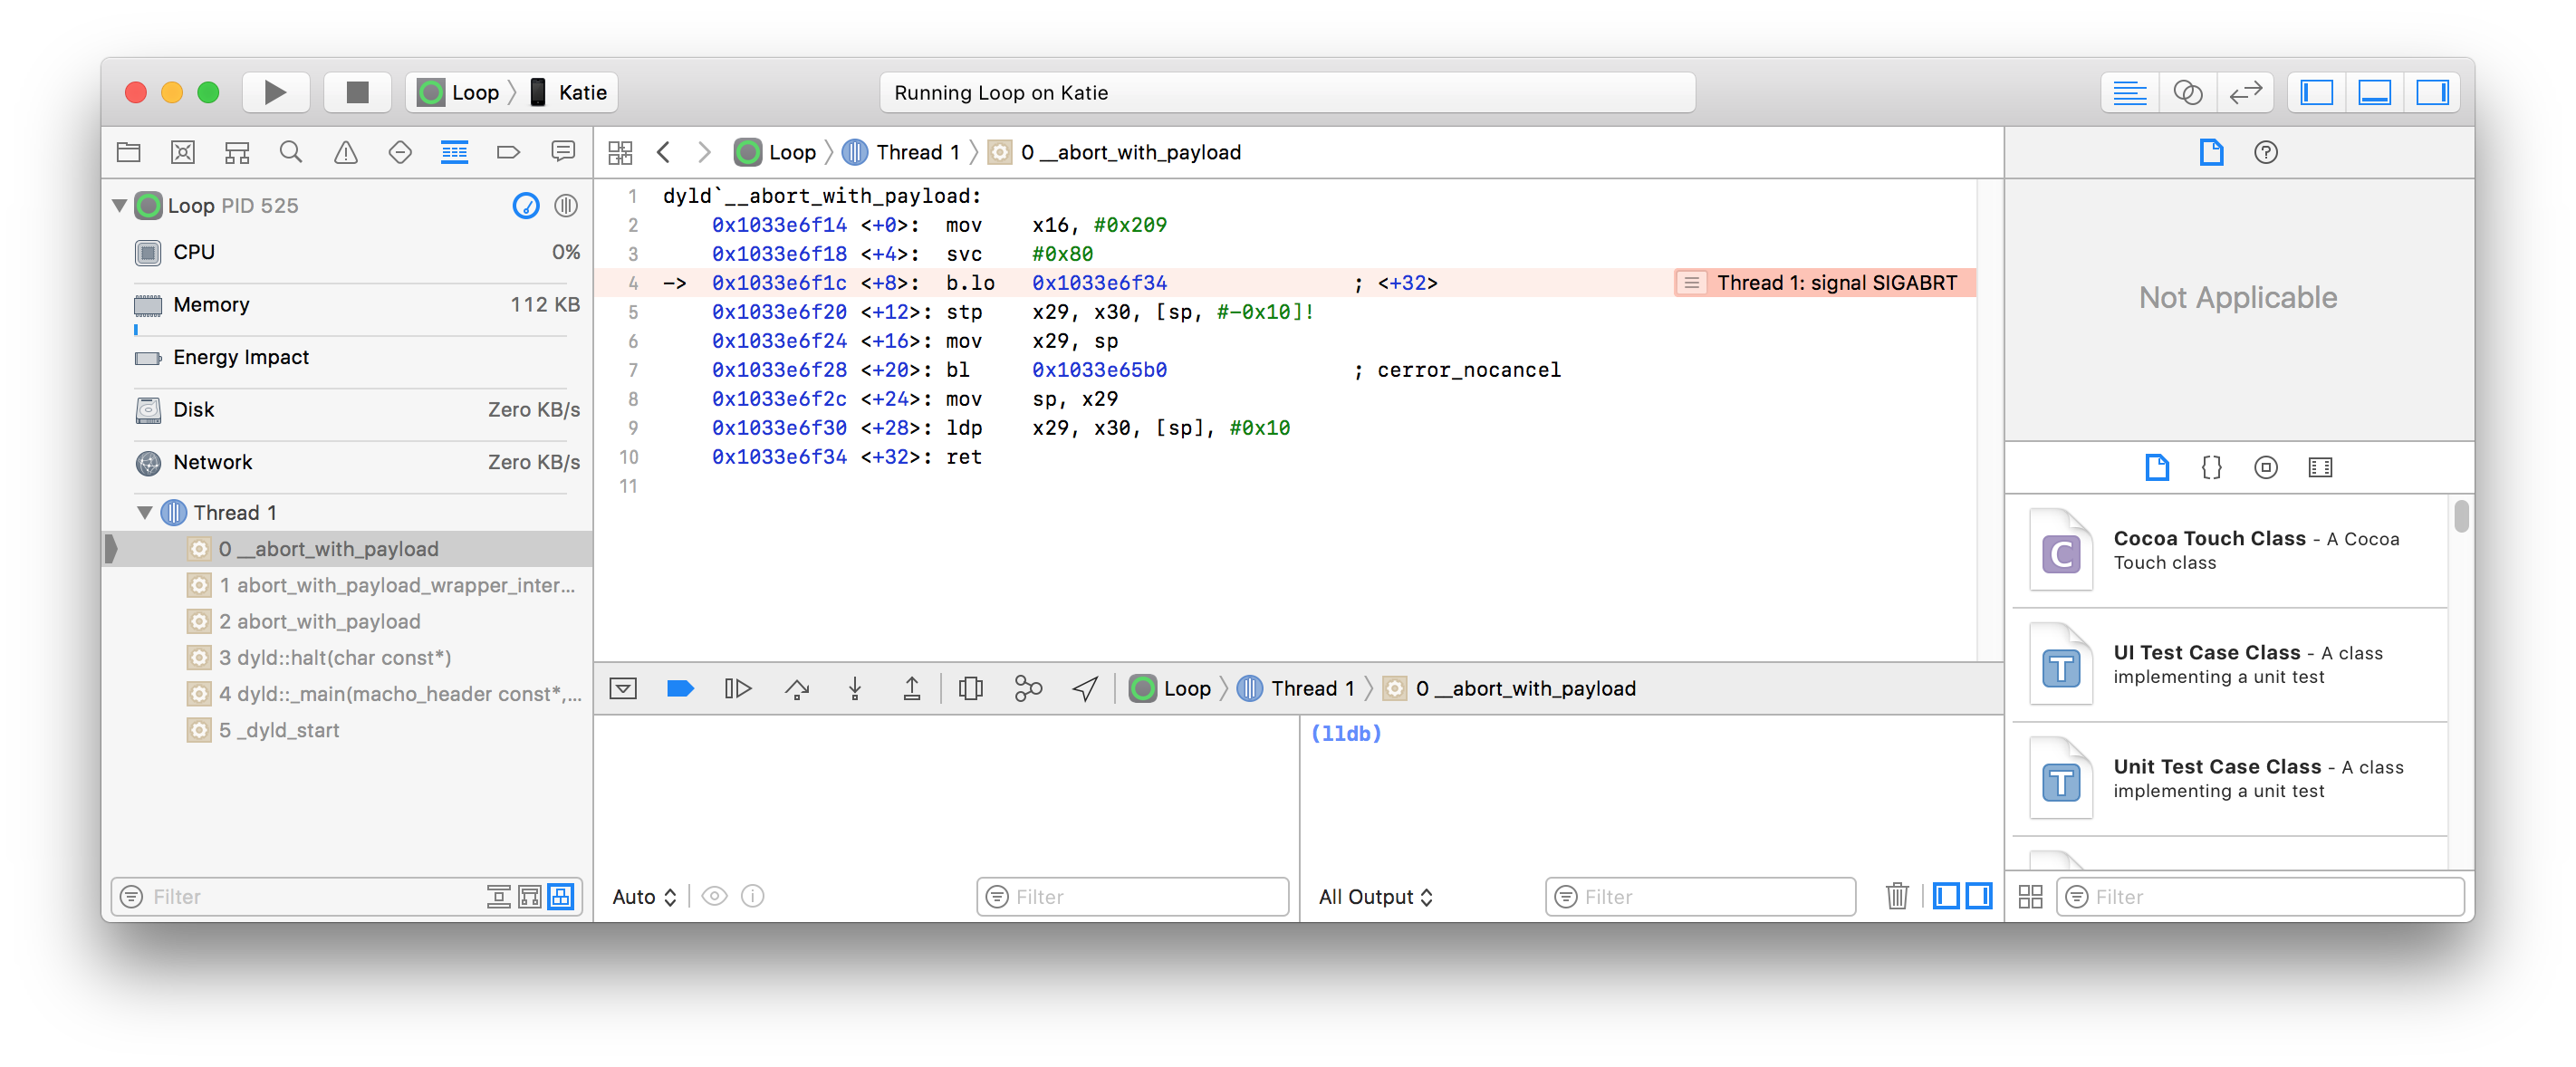 Loop Katie
Running Loop on Katie
Loop PID 525
CPU 0%
Memory 112 KB
Energy Impact
Disk Zero KB/s
Network Zero KB/s
Thread 1
0 __abort_with_payload
1 abort_with_payload_wrapper_inter...
2 abort_with_payload
3 dyld::halt(char const*)
4 dyld::_main(macho_header const*,...
5 _dyld_start
Filter
Loop Thread 1 0 __abort_with_payload
1 dyld`__abort_with_payload:
2 0x1033e6f14 <+0>: mov x16, #0x209
3 0x1033e6f18 <+4>: svc #0x80
4 -> 0x1033e6f1c <+8>: b.lo 0x1033e6f34 ; <+32> Thread 1: signal SIGABRT
5 0x1033e6f20 <+12>: stp x29, x30, [sp, #-0x10]!
6 0x1033e6f24 <+16>: mov x29, sp
7 0x1033e6f28 <+20>: bl 0x1033e65b0 ; cerror_nocancel
8 0x1033e6f2c <+24>: mov sp, x29
9 0x1033e6f30 <+28>: ldp x29, x30, [sp], #0x10
10 0x1033e6f34 <+32>: ret
11
Loop Thread 1 0 __abort_with_payload
Auto Filter
(lldb)
All Output Filter
Not Applicable
Cocoa Touch Class - A Cocoa
Touch class
UI Test Case Class - A class
implementing a unit test
Unit Test Case Class - A class
implementing a unit test
Filter